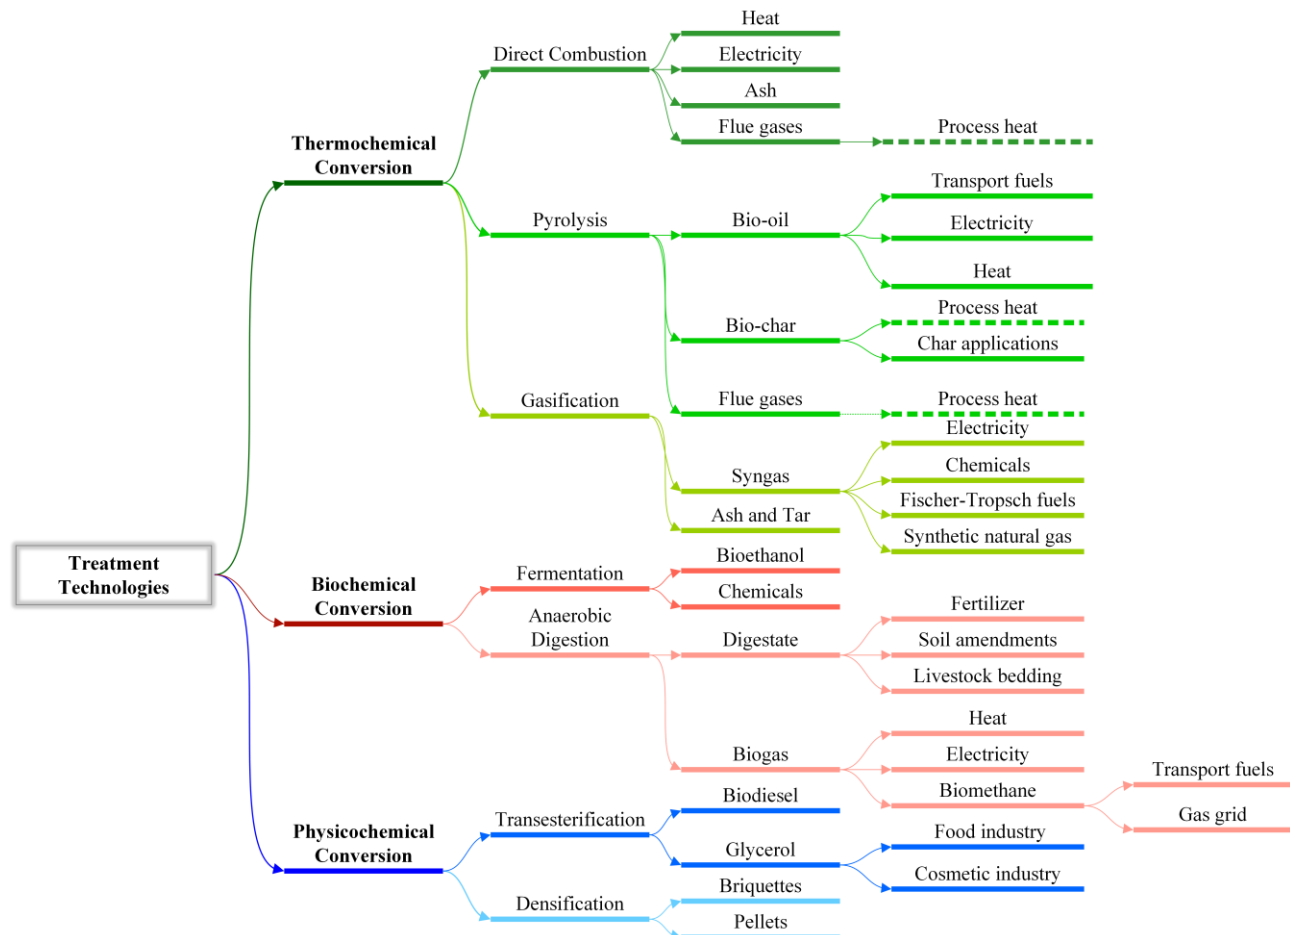 Heat
Direct Combustion
Electricity
Ash
Flue gases
Process heat
Thermochemical
Conversion
Transport fuels
Pyrolysis
Bio-oil
Electricity
Heat
Process heat
Bio-char
Char applications
Gasification
Flue gases
Process heat
Electricity
Syngas
Chemicals
Fischer-Tropsch fuels
Ash and Tar
Synthetic natural gas
Treatment
Technologies
Biochemical
Conversion
Fermentation
Bioethanol
Chemicals
Anaerobic
Digestion
Digestate
Fertilizer
Soil amendments
Livestock bedding
Biogas
Heat
Electricity
Biomethane
Transport fuels
Gas grid
Physicochemical
Conversion
Transesterification
Biodiesel
Glycerol
Food industry
Cosmetic industry
Densification
Briquettes
Pellets